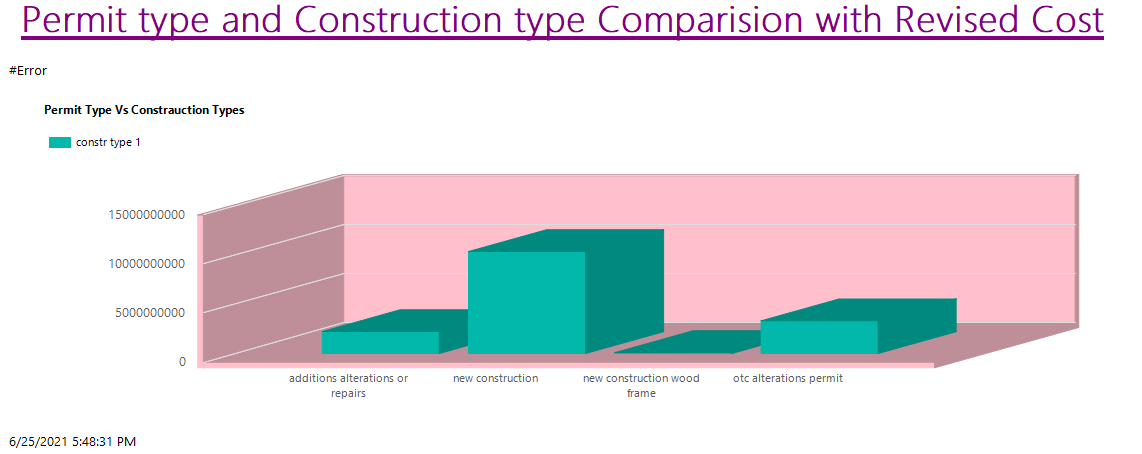 Permit type and Construction type Comparision with Revised Cost
#Error
Permit Type Vs Constrauction Types
constr type 1
15000000000
10000000000
5000000000
0
additions alterations or
repairs
new construction
new construction wood
frame
otc alterations permit
6/25/2021 5:48:31 PM